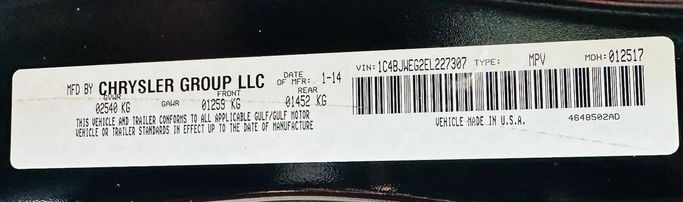 MFD BY CHRYSLER GROUP LLC DATE OF MFR: 1-14 VIN: 1C4BJWEG2EL227307 TYPE: MPV MDH: 012517
GVWR FRONT REAR
02540 KG GAWR 01259 KG 01452 KG
THIS VEHICLE AND TRAILER CONFORMS TO ALL APPLICABLE GULF/GULF MOTOR
VEHICLE OR TRAILER STANDARDS IN EFFECT UP TO THE DATE OF MANUFACTURE
VEHICLE MADE IN U.S.A. 4648502AD